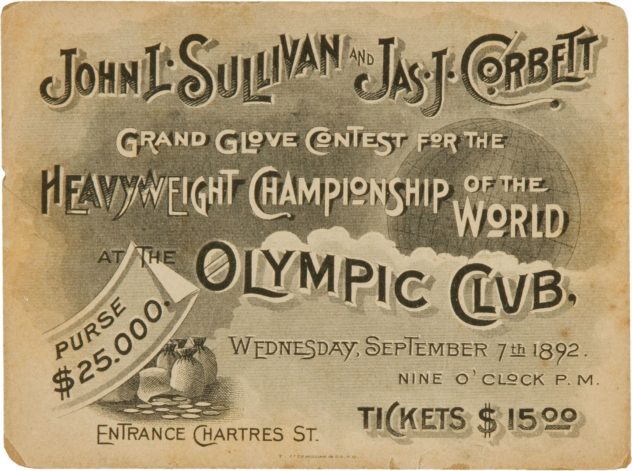 JOHN L. SULLIVAN AND JAS. J. CORBETT
GRAND GLOVE CONTEST FOR THE
HEAVYWEIGHT CHAMPIONSHIP OF THE WORLD
AT THE OLYMPIC CLVB,
PURSE
$25.000.
WEDNESDAY, SEPTEMBER 7th 1892.
NINE O'CLOCK P. M.
TICKETS $1500
ENTRANCE CHARTRES ST.